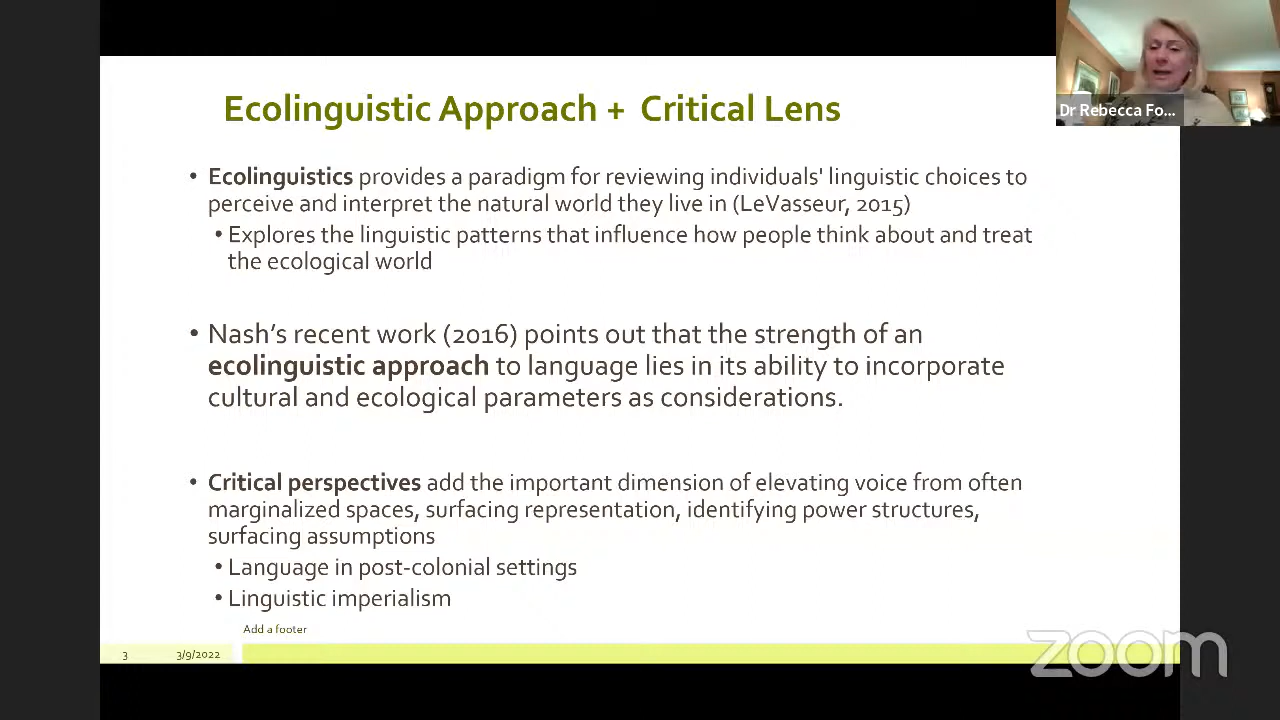 Ecolinguistic Approach + Critical Lens
Dr Rebecca Fo...
• Ecolinguistics provides a paradigm for reviewing individuals' linguistic choices to
perceive and interpret the natural world they live in (LeVasseur, 2015)
• Explores the linguistic patterns that influence how people think about and treat
the ecological world
• Nash's recent work (2016) points out that the strength of an
ecolinguistic approach to language lies in its ability to incorporate
cultural and ecological parameters as considerations.
• Critical perspectives add the important dimension of elevating voice from often
marginalized spaces, surfacing representation, identifying power structures,
surfacing assumptions
• Language in post-colonial settings
• Linguistic imperialism
Add a footer
3 3/9/2022
zoom